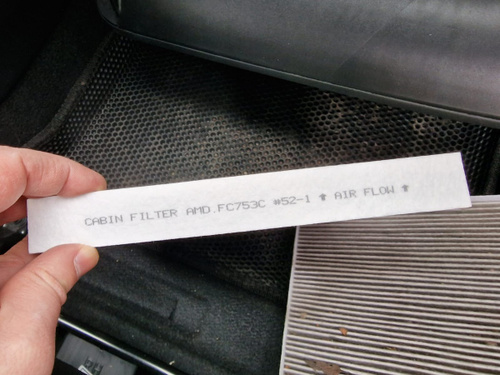 CABIN FILTER AMD.FC753C #52-1 ⬆ AIR FLOW ⬆